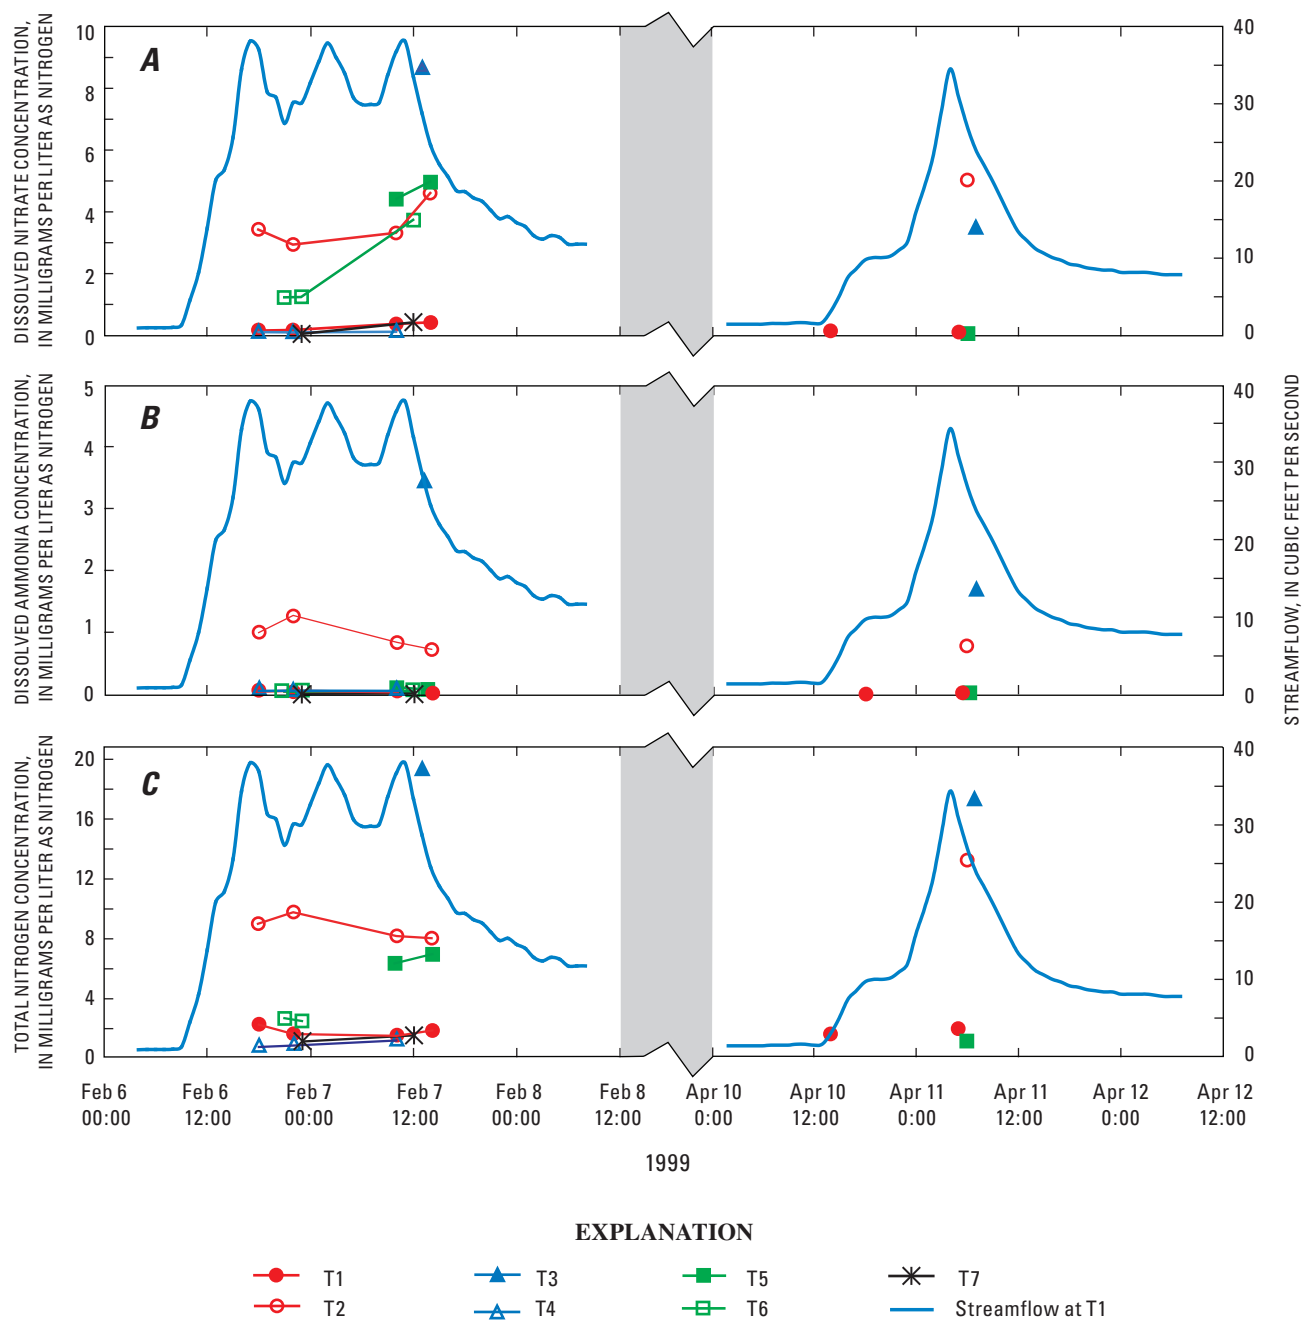 DISSOLVED NITRATE CONCENTRATION,
IN MILLIGRAMS PER LITER AS NITROGEN
10
8
6
4
2
0
A
40
30
20
10
0
DISSOLVED AMMONIA CONCENTRATION,
IN MILLIGRAMS PER LITER AS NITROGEN
5
4
3
2
1
0
B
40
30
20
10
0
STREAMFLOW, IN CUBIC FEET PER SECOND
TOTAL NITROGEN CONCENTRATION,
IN MILLIGRAMS PER LITER AS NITROGEN
20
16
12
8
4
0
C
40
30
20
10
0
Feb 6 Feb 6 Feb 7 Feb 7 Feb 8 Feb 8 Apr 10 Apr 10 Apr 11 Apr 11 Apr 12 Apr 12
00:00 12:00 00:00 12:00 00:00 12:00 0:00 12:00 0:00 12:00 0:00 12:00
1999
EXPLANATION
T1 T3 T5 T7
T2 T4 T6 Streamflow at T1